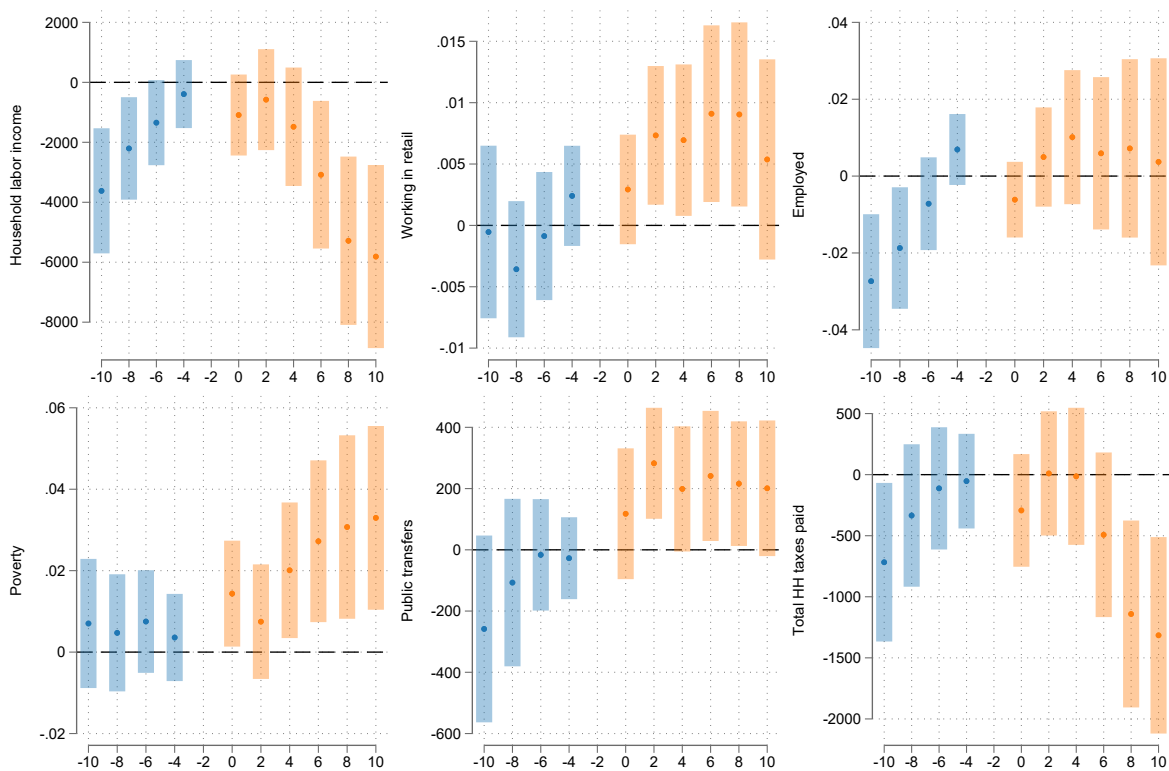 Household labor income
2000
0
-2000
-4000
-6000
-8000
-10 -8 -6 -4 -2 0 2 4 6 8 10
Working in retail
.015
.01
.005
0
-.005
-.01
-10 -8 -6 -4 -2 0 2 4 6 8 10
Employed
.04
.02
0
-.02
-.04
-10 -8 -6 -4 -2 0 2 4 6 8 10
Poverty
.06
.04
.02
0
-.02
-10 -8 -6 -4 -2 0 2 4 6 8 10
Public transfers
400
200
0
-200
-400
-600
-10 -8 -6 -4 -2 0 2 4 6 8 10
Total HH taxes paid
500
0
-500
-1000
-1500
-2000
-10 -8 -6 -4 -2 0 2 4 6 8 10